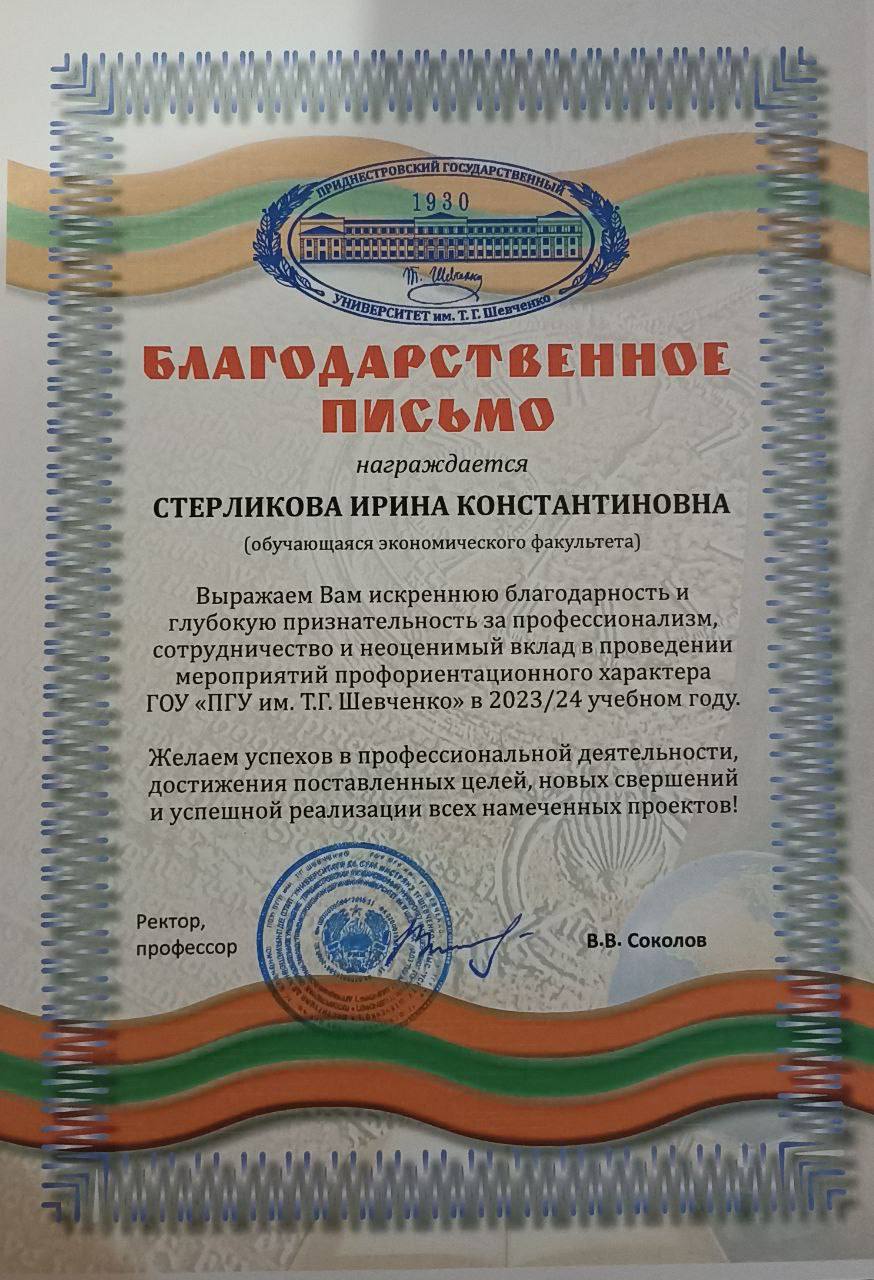 ПРИДНЕСТРОВСКИЙ ГОСУДАРСТВЕННЫЙ
1930
Т. Шевченко
УНИВЕРСИТЕТ им. Т. Г. Шевченко
БЛАГОДАРСТВЕННОЕ
ПИСЬМО
награждается
СТЕРЛИКОВА ИРИНА КОНСТАНТИНОВНА
(обучающаяся экономического факультета)
Выражаем Вам искреннюю благодарность и
глубокую признательность за профессионализм,
сотрудничество и неоценимый вклад в проведении
мероприятий профориентационного характера
ГОУ «ПГУ им. Т.Г. Шевченко» в 2023/24 учебном году.
Желаем успехов в профессиональной деятельности,
достижения поставленных целей, новых свершений
и успешной реализации всех намеченных проектов!
Ректор,
профессор
В.В. Соколов